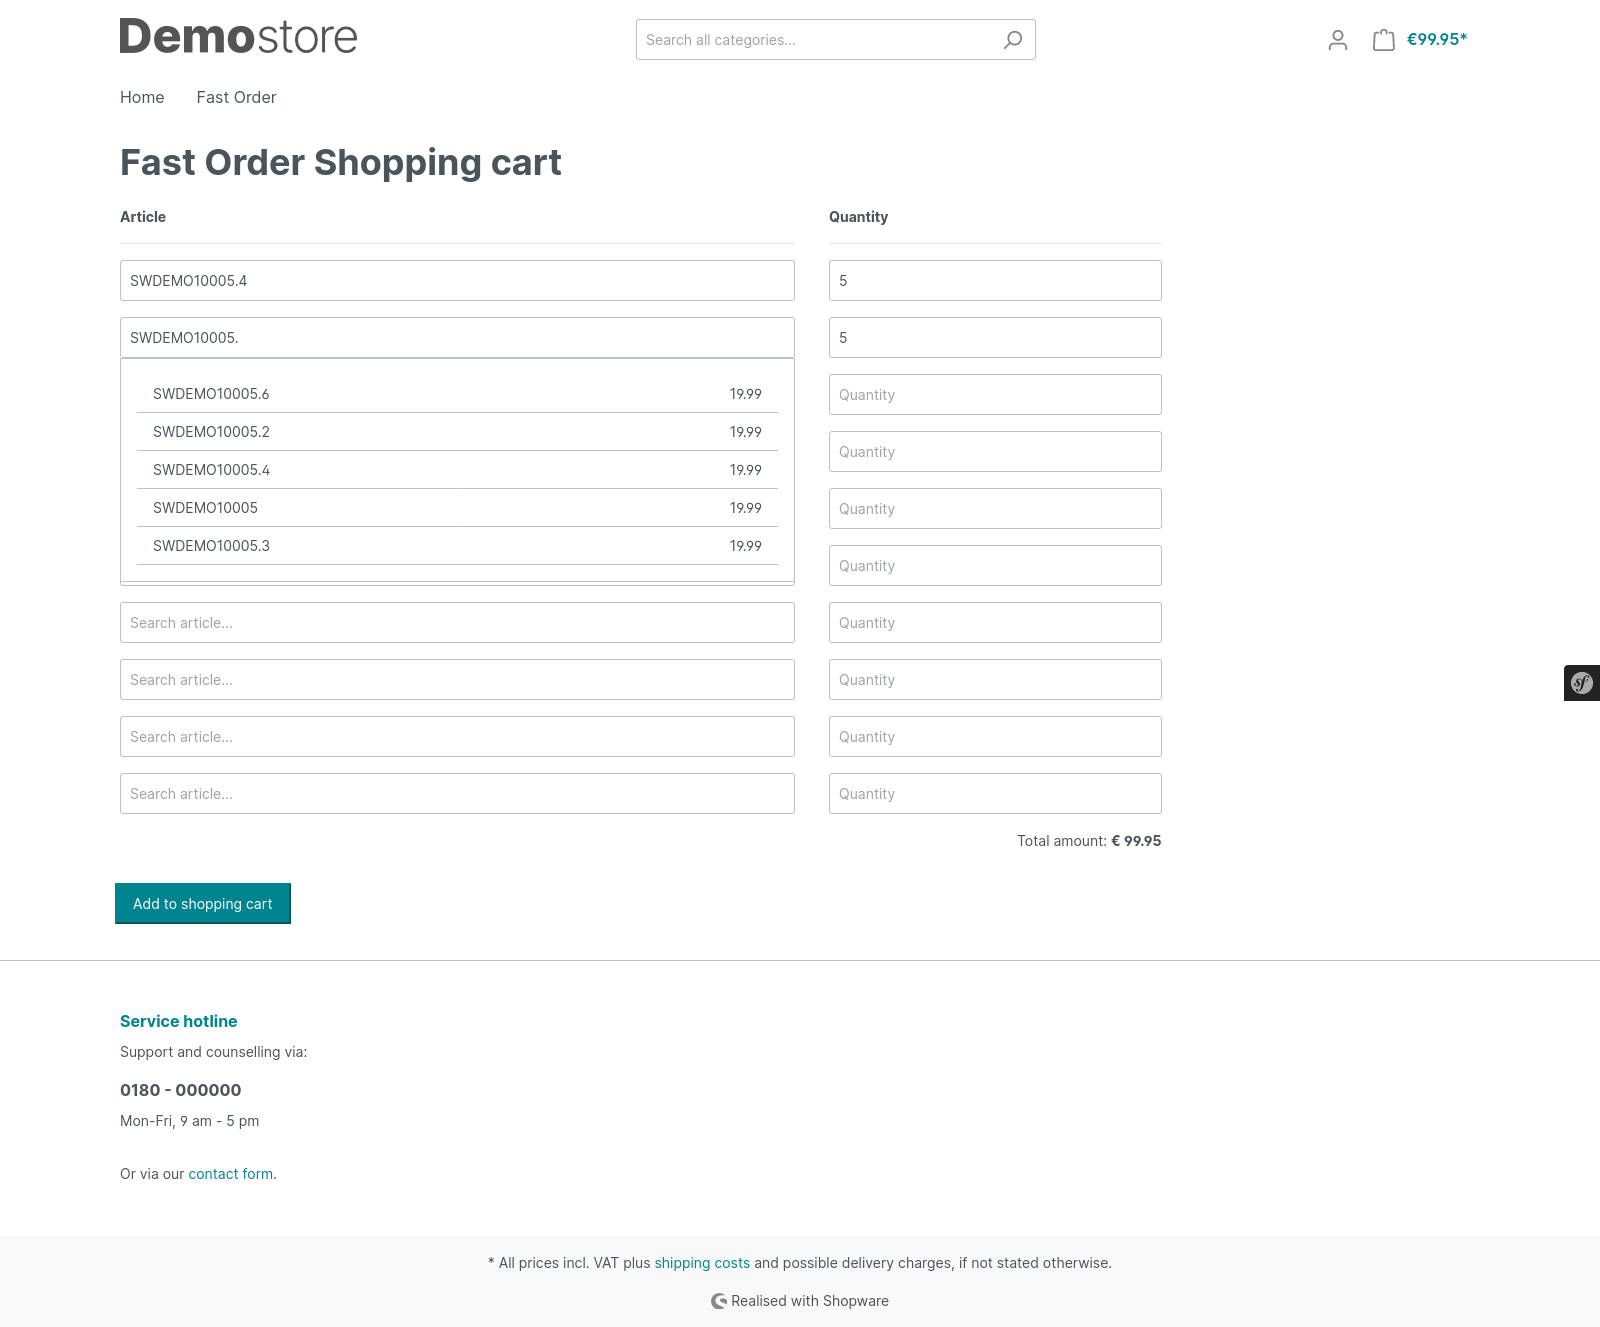 Demostore
Search all categories...
€99.95*
Home Fast Order
Fast Order Shopping cart
Article Quantity
SWDEMO10005.4 5
SWDEMO10005. 5
SWDEMO10005.6 19.99 Quantity
SWDEMO10005.2 19.99
Quantity
SWDEMO10005.4 19.99
SWDEMO10005 19.99 Quantity
SWDEMO10005.3 19.99
Quantity
Search article... Quantity
Search article... Quantity
Search article... Quantity
Search article... Quantity
Total amount: € 99.95
Add to shopping cart
Service hotline
Support and counselling via:
0180 - 000000
Mon-Fri, 9 am - 5 pm
Or via our contact form.
* All prices incl. VAT plus shipping costs and possible delivery charges, if not stated otherwise.
Realised with Shopware
sf